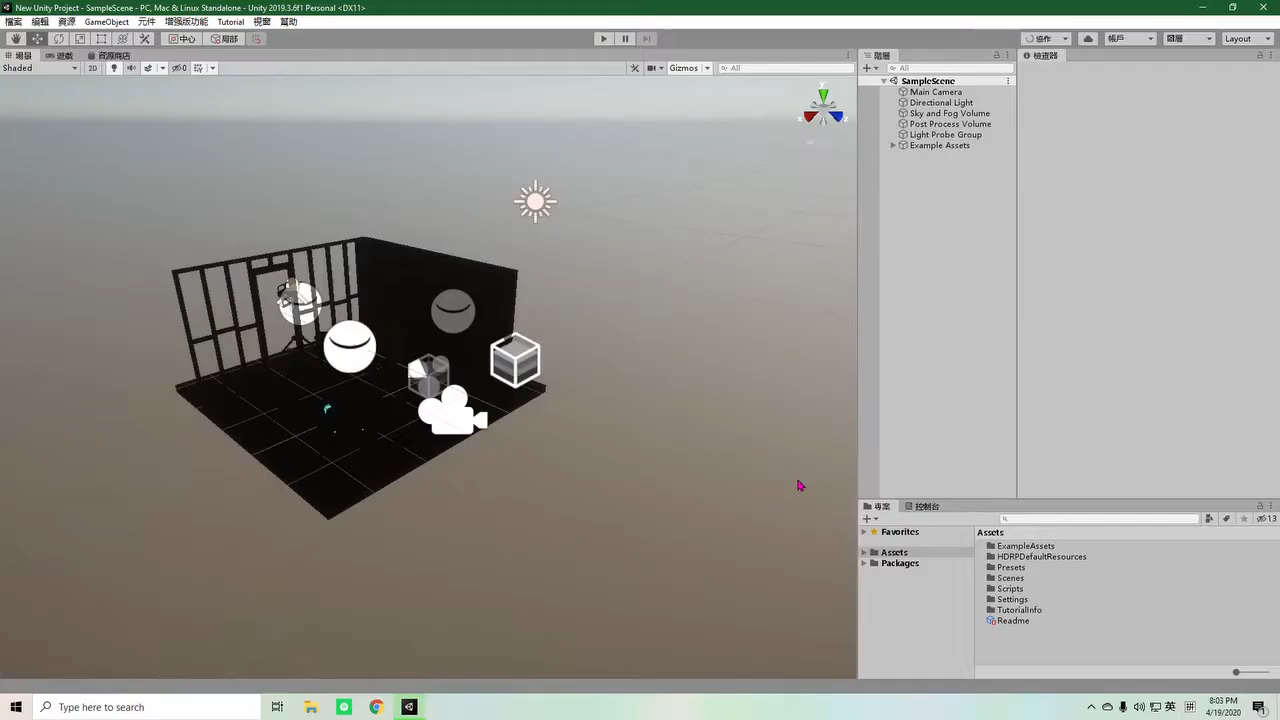 New Unity Project - SampleScene - PC, Mac & Linux Standalone - Unity 2019.3.6f1 Personal <DX11>
檔案 編輯 資源 GameObject 元件 增强版功能 Tutorial 視窗 幫助
中心 局部 協作 帳戶 圖層 Layout
場景 遊戲 資源商店 階層 檢查器
Shaded 2D 0 Gizmos All All
SampleScene
Main Camera
Directional Light
Sky and Fog Volume
Post Process Volume
Light Probe Group
Example Assets
y
x z
專案 控制台
13
Favorites
Assets
Packages
Assets
ExampleAssets
HDRPDefaultResources
Presets
Scenes
Scripts
Settings
TutorialInfo
Readme
Type here to search
英 拼
8:03 PM
4/19/2020
1